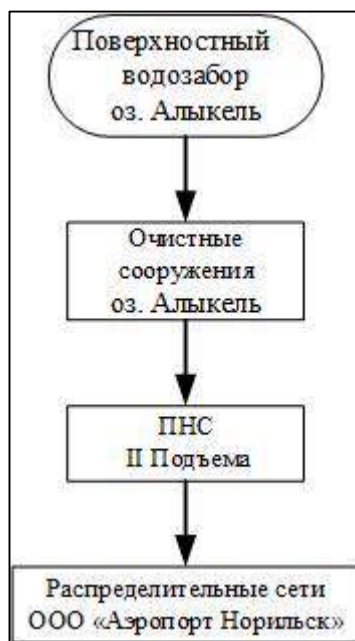 Поверхностный
водозабор
оз. Алыкель
Очистные
сооружения
оз. Алыкель
ПНС
II Подъема
Распределительные сети
ООО «Аэропорт Норильск»